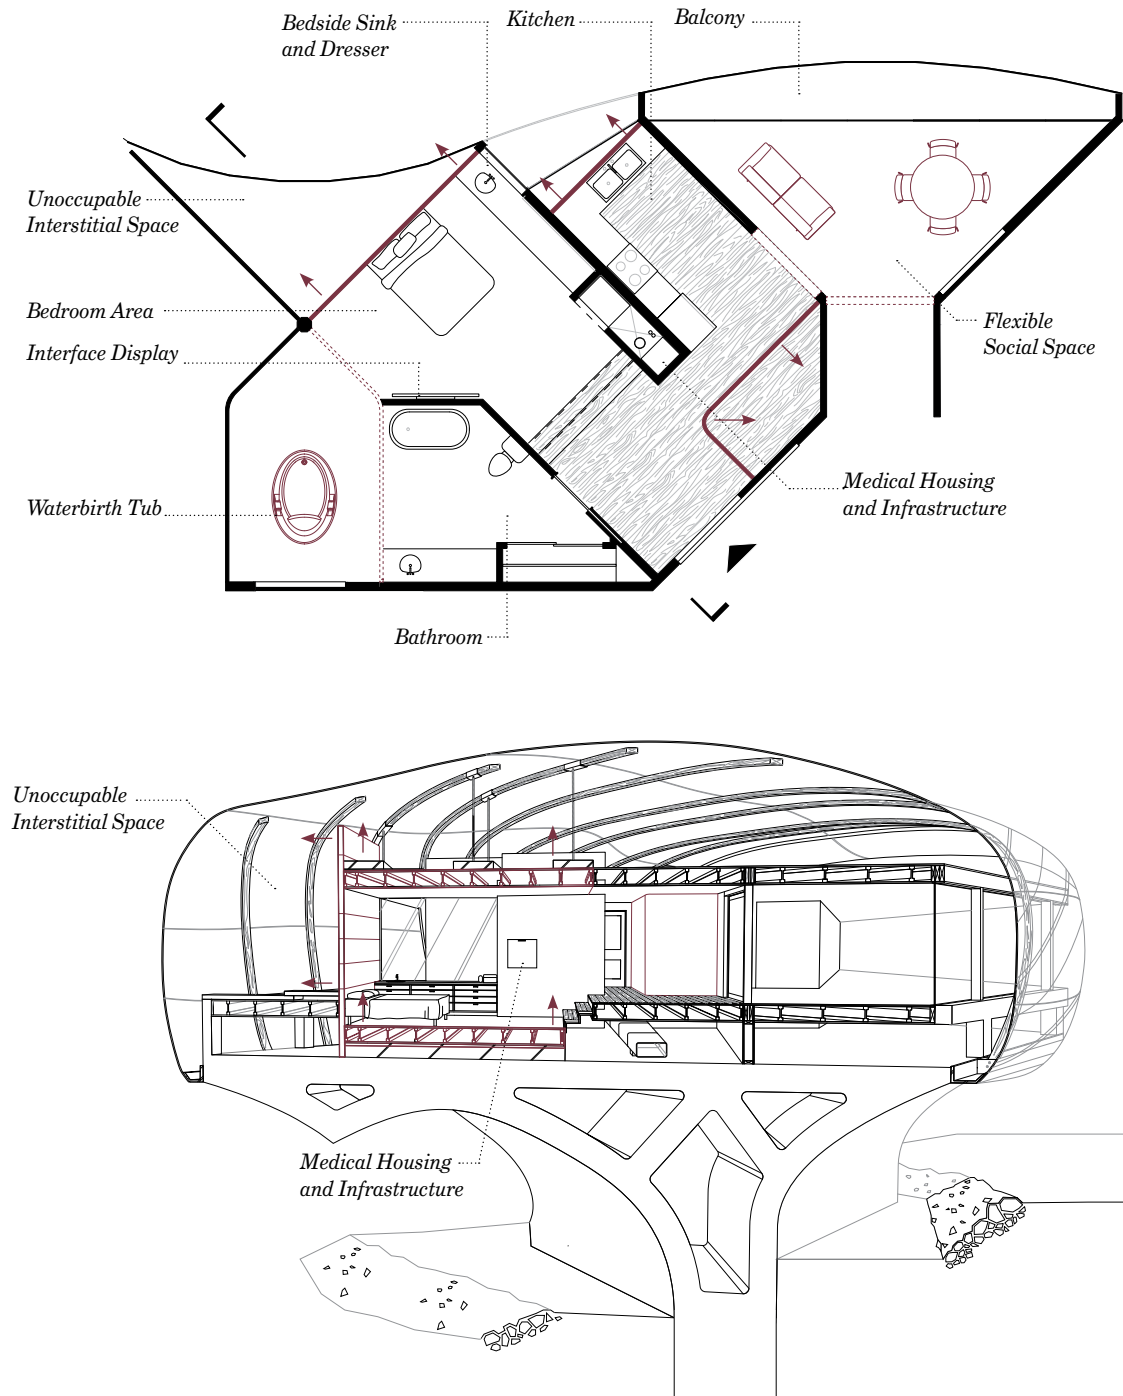 Bedside Sink
and Dresser
Kitchen
Balcony
Unoccupable
Interstitial Space
Bedroom Area
Interface Display
Flexible
Social Space
Waterbirth Tub
Medical Housing
and Infrastructure
Bathroom
Unoccupable
Interstitial Space
Medical Housing
and Infrastructure